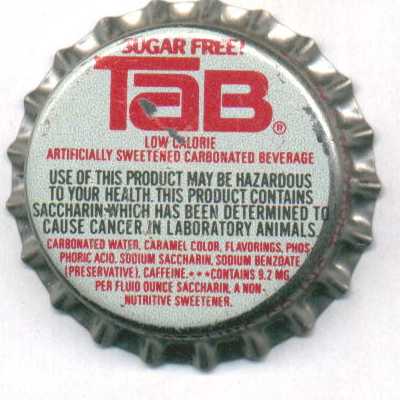 SUGAR FREE!
TaB®
LOW CALORIE
ARTIFICIALLY SWEETENED CARBONATED BEVERAGE
USE OF THIS PRODUCT MAY BE HAZARDOUS
TO YOUR HEALTH. THIS PRODUCT CONTAINS
SACCHARIN WHICH HAS BEEN DETERMINED TO
CAUSE CANCER IN LABORATORY ANIMALS.
CARBONATED WATER, CARAMEL COLOR, FLAVORINGS, PHOS-
PHORIC ACID, SODIUM SACCHARIN, SODIUM BENZOATE
(PRESERVATIVE), CAFFEINE.•••CONTAINS 9.2 MG.
PER FLUID OUNCE SACCHARIN, A NON-
NUTRITIVE SWEETENER.